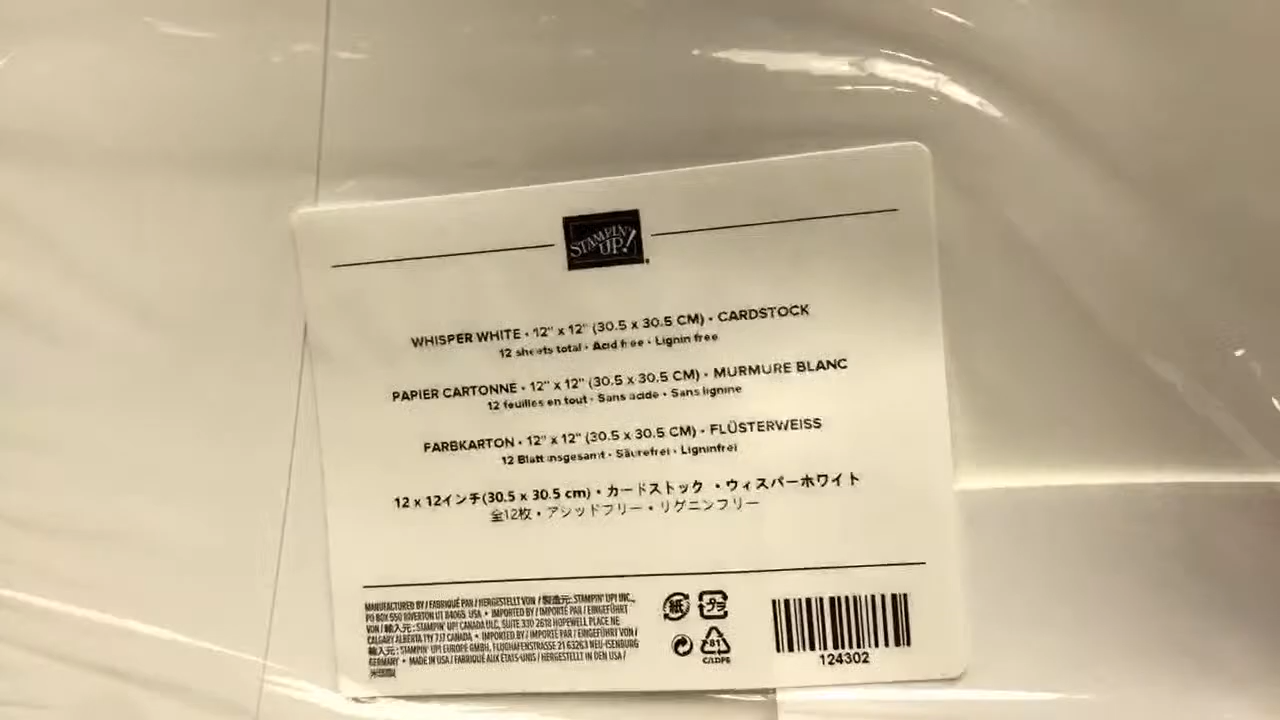 STAMPIN' UP!
WHISPER WHITE • 12" x 12" (30.5 x 30.5 CM) • CARDSTOCK
12 sheets total • Acid free • Lignin free
PAPIER CARTONNE • 12" x 12" (30.5 x 30.5 CM) • MURMURE BLANC
12 feuilles en tout • Sans acide • Sans lignine
FARBKARTON • 12" x 12" (30.5 x 30.5 CM) • FLÜSTERWEISS
12 Blatt insgesamt • Säurefrei • Ligninfrei
12 x 12インチ(30.5 x 30.5 cm)・カードストック ・ウィスパーホワイト
全12枚・アシッドフリー・リグニンフリー
MANUFACTURED BY / FABRIQUÉ PAR / HERGESTELLT VON / 製造元: STAMPIN' UP! INC.,
PO BOX 550 RIVERTON UT 84065 USA • IMPORTED BY / IMPORTÉ PAR / EINGEFÜHRT
VON / 輸入元: STAMPIN' UP! CANADA ULC, SUITE 330 2618 HOPEWELL PLACE NE
CALGARY ALBERTA T1Y 7J7 CANADA • IMPORTED BY / IMPORTÉ PAR / EINGEFÜHRT VON /
輸入元: STAMPIN' UP! EUROPE GMBH, FLUGHAFENSTRASSE 21 63263 NEU-ISENBURG
GERMANY • MADE IN USA / FABRIQUÉ AUX ÉTATS-UNIS / HERGESTELLT IN DEN USA /
米国製
紙 プラ
81
C/LDPE
124302